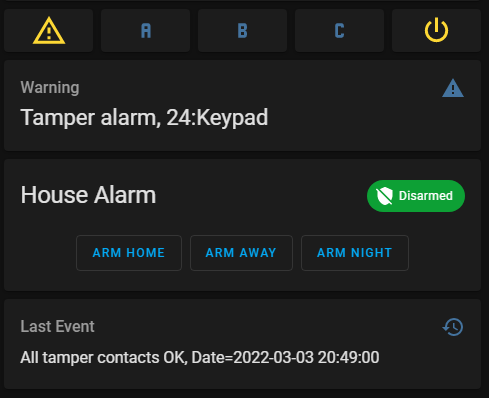 A B C
Warning
Tamper alarm, 24:Keypad
House Alarm Disarmed
ARM HOME ARM AWAY ARM NIGHT
Last Event
All tamper contacts OK, Date=2022-03-03 20:49:00